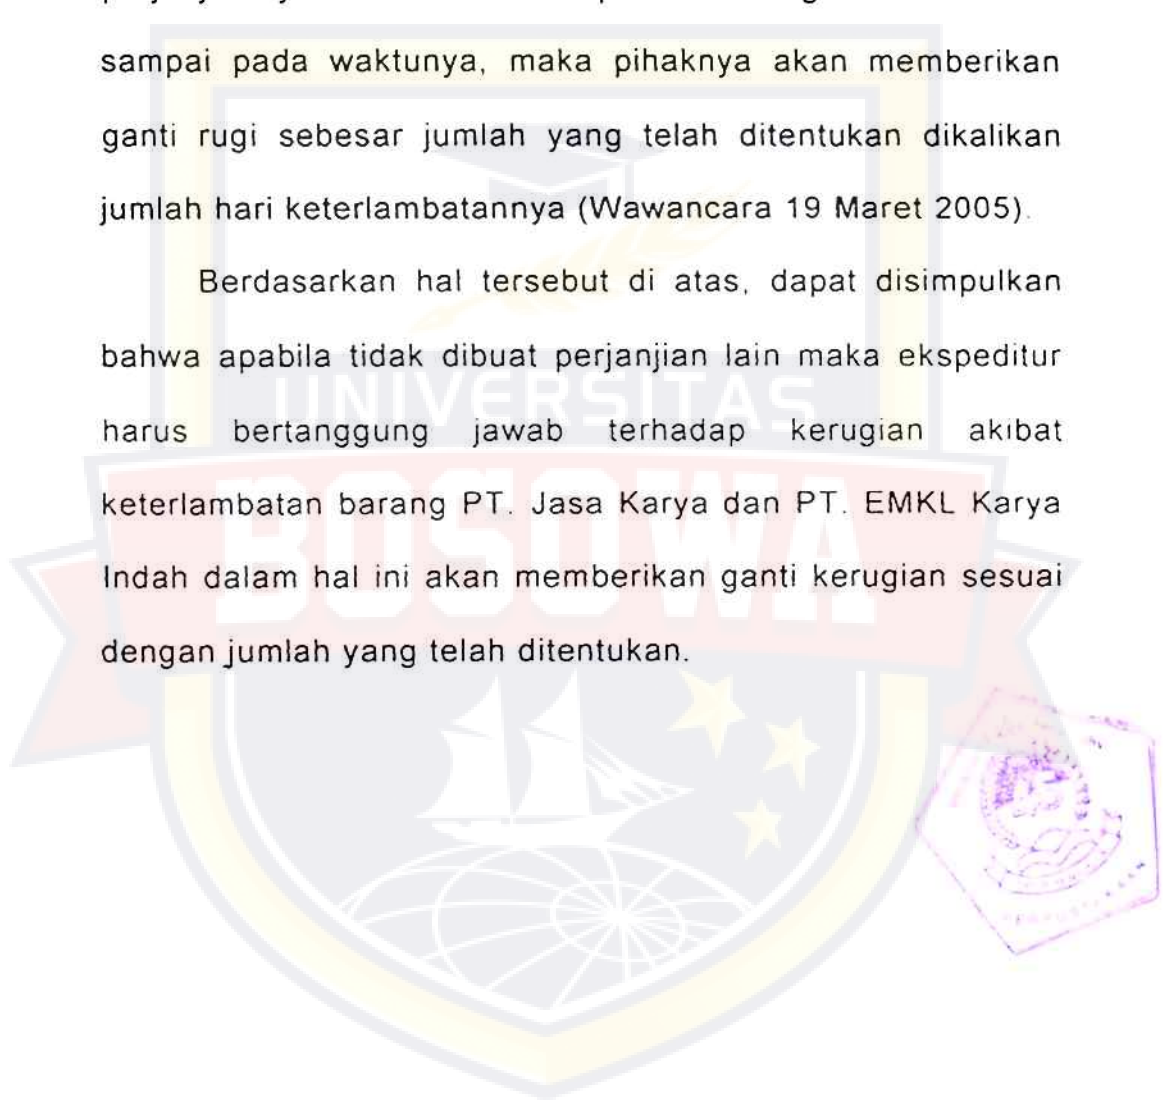 sampai pada waktunya, maka pihaknya akan memberikan
ganti rugi sebesar jumlah yang telah ditentukan dikalikan
jumlah hari keterlambatannya (Wawancara 19 Maret 2005).
Berdasarkan hal tersebut di atas, dapat disimpulkan
bahwa apabila tidak dibuat perjanjian lain maka ekspeditur
harus bertanggung jawab terhadap kerugian akibat
keterlambatan barang PT. Jasa Karya dan PT. EMKL Karya
Indah dalam hal ini akan memberikan ganti kerugian sesuai
dengan jumlah yang telah ditentukan.
UNIVERSITAS
BOSOWA